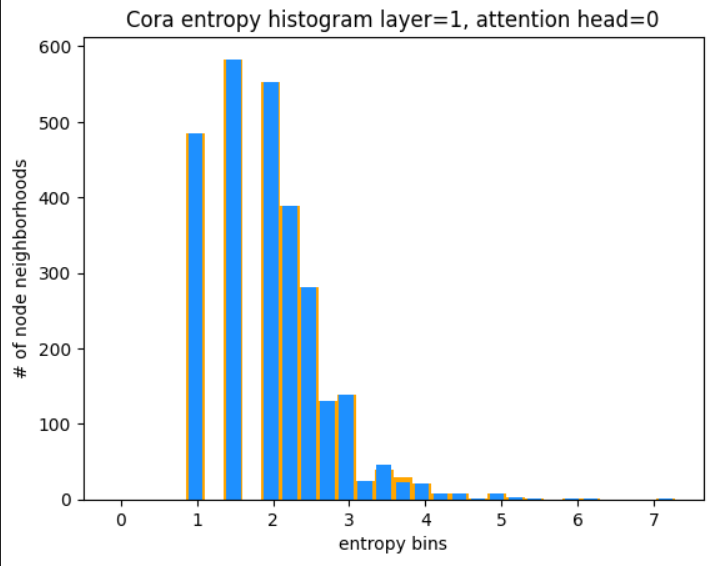 Cora entropy histogram layer=1, attention head=0
600
500
400
300
200
100
0
# of node neighborhoods
0 1 2 3 4 5 6 7
entropy bins